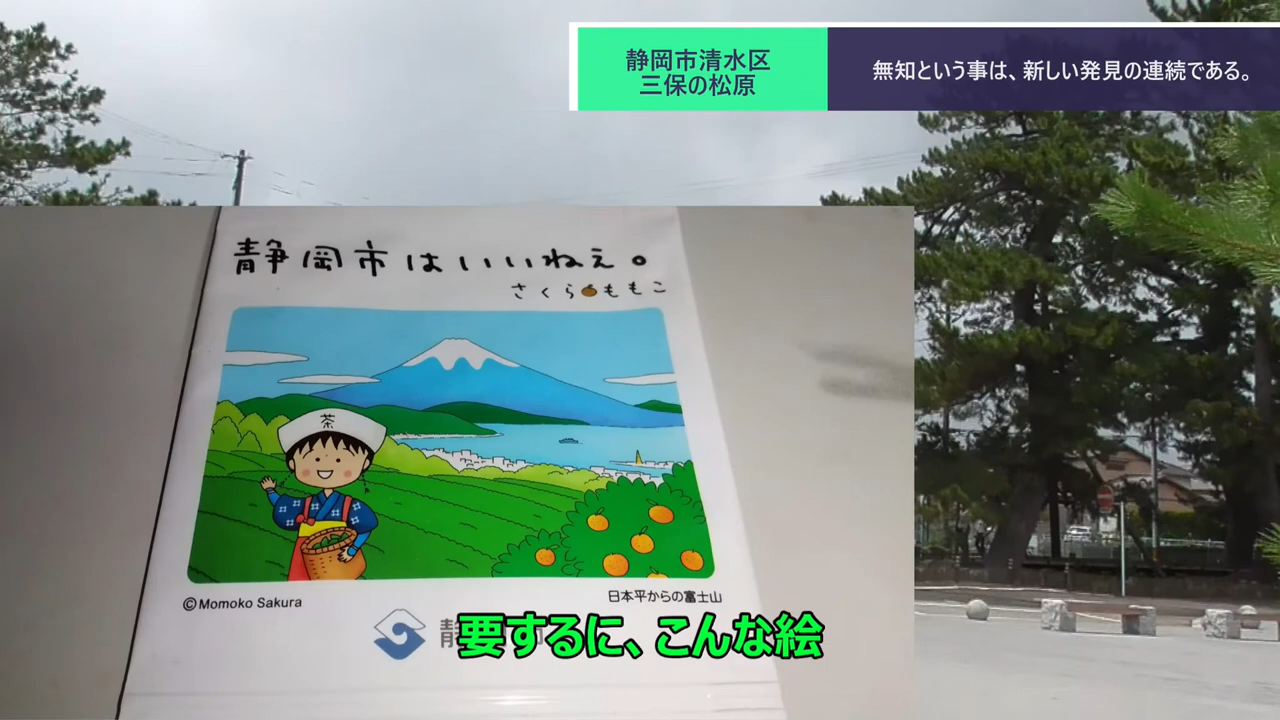 静岡市清水区
三保の松原
無知という事は、新しい発見の連続である。
静岡市はいいねぇ。
さくらももこ
茶
©Momoko Sakura
日本平からの富士山
静
要するに、こんな絵